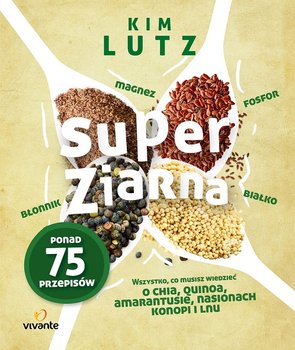 KIM
LUTZ
MAGNEZ
FOSFOR
super
ziarna
BŁONNIK
BIAŁKO
PONAD
75
PRZEPISÓW
WSZYSTKO, CO MUSISZ WIEDZIEĆ
O CHIA, QUINOA,
AMARANTUSIE, NASIONACH
KONOPI I LNU
vivante